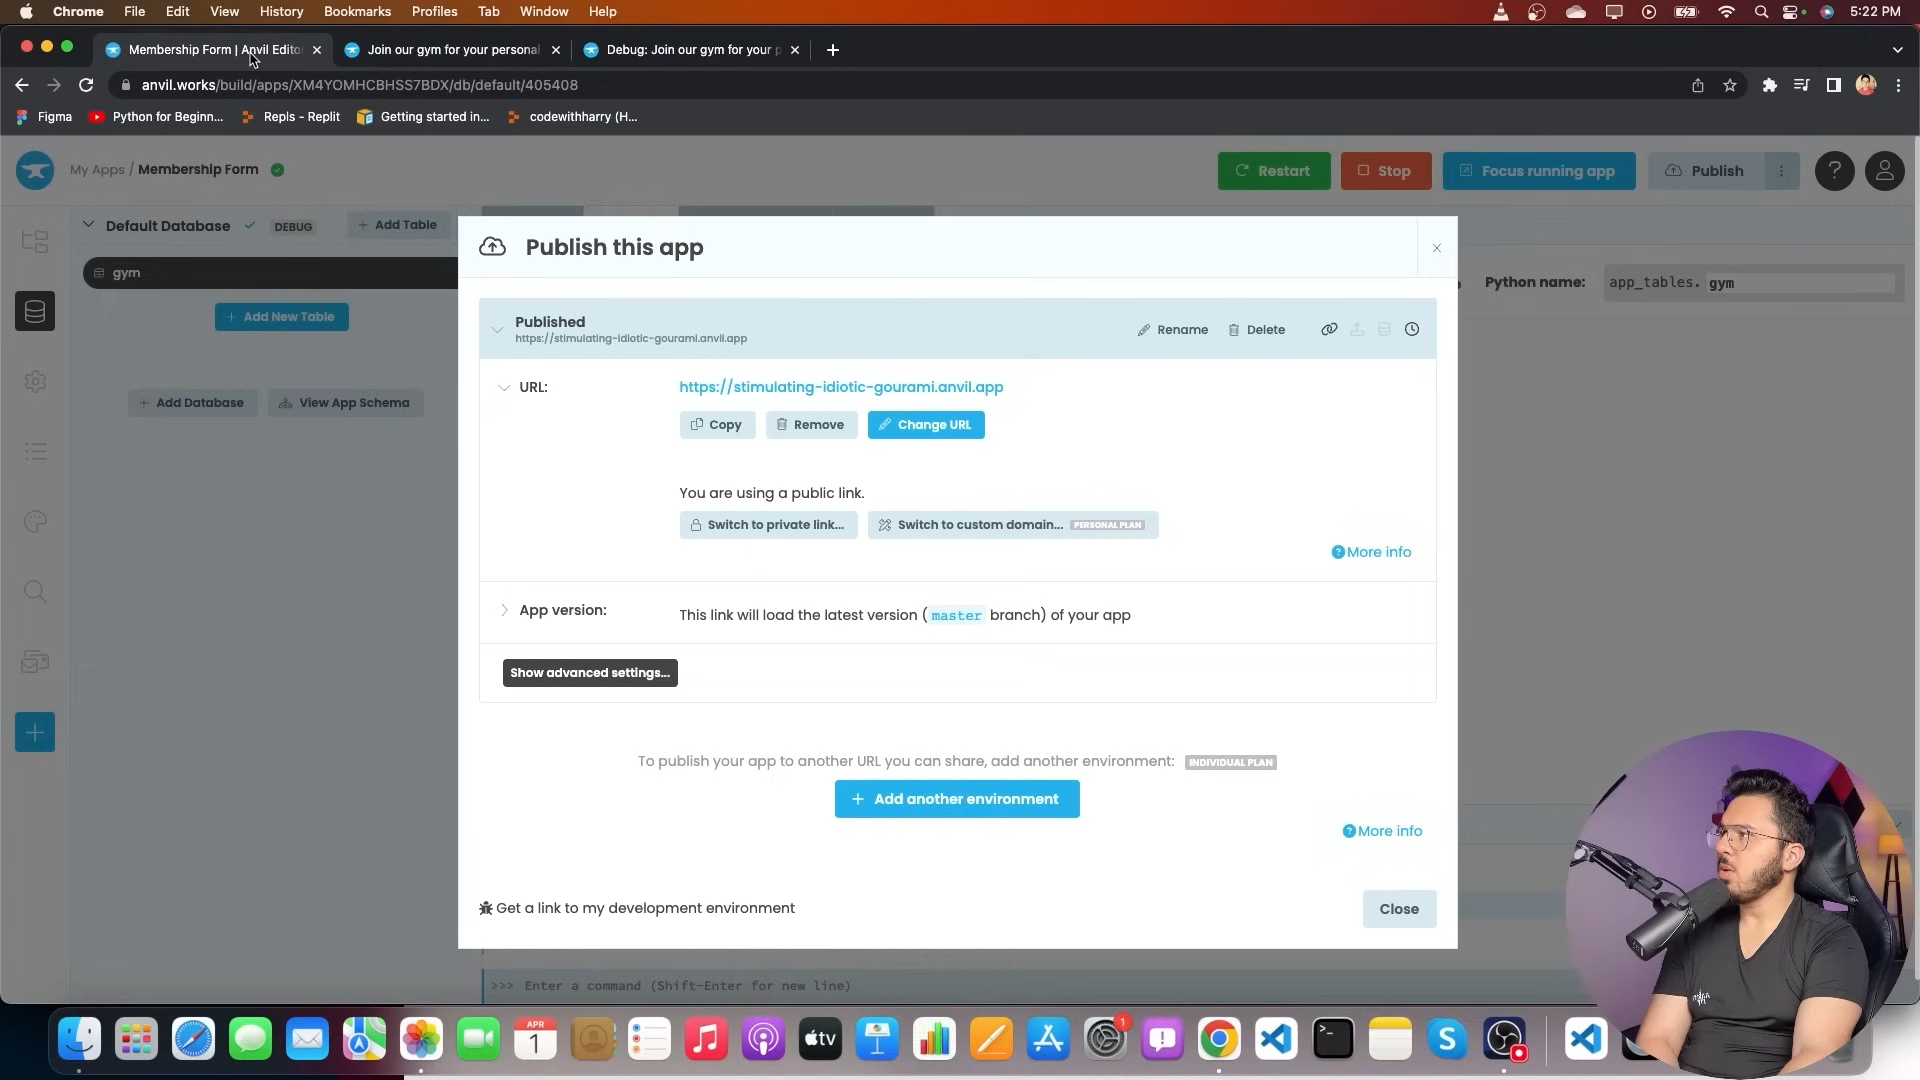 Chrome File Edit View History Bookmarks Profiles Tab Window Help 5:22 PM
Membership Form | Anvil Edito Join our gym for your personal Debug: Join our gym for your p
anvil.works/build/apps/XM4YOMHCBHSS7BDX/db/default/405408
Figma Python for Beginn... Repls - Replit Getting started in... codewithharry (H...
My Apps / Membership Form Restart Stop Focus running app Publish ?
Default Database DEBUG + Add Table
gym
+ Add New Table
+ Add Database View App Schema
Python name: app_tables. gym
Publish this app
Published
https://stimulating-idiotic-gourami.anvil.app
Rename Delete
URL: https://stimulating-idiotic-gourami.anvil.app
Copy Remove Change URL
You are using a public link.
Switch to private link... Switch to custom domain... PERSONAL PLAN
More info
App version: This link will load the latest version (master branch) of your app
Show advanced settings...
To publish your app to another URL you can share, add another environment: INDIVIDUAL PLAN
+ Add another environment
More info
Get a link to my development environment
Close
>>> Enter a command (Shift-Enter for new line)
APR
1
tv
1